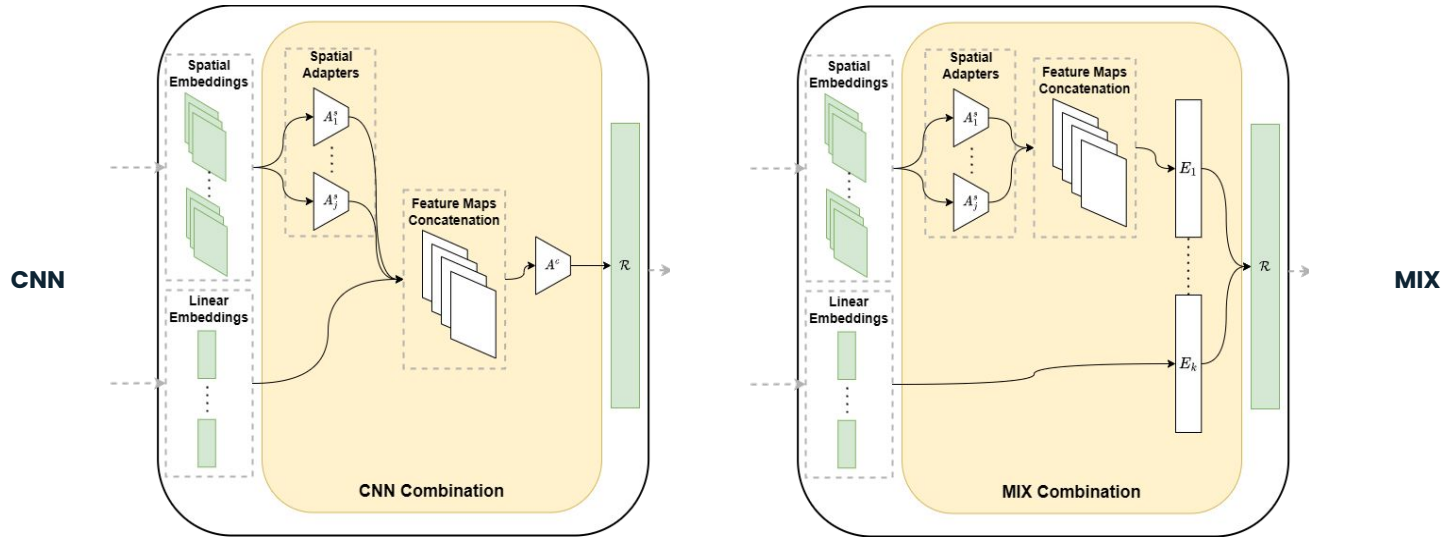 CNN
Spatial
Embeddings
Spatial
Adapters
A₁ˢ
Aⱼˢ
Feature Maps
Concatenation
Aᶜ
ℛ
Linear
Embeddings
CNN Combination
Spatial
Embeddings
Spatial
Adapters
A₁ˢ
Aⱼˢ
Feature Maps
Concatenation
E₁
ℛ
Linear
Embeddings
Eₖ
MIX Combination
MIX